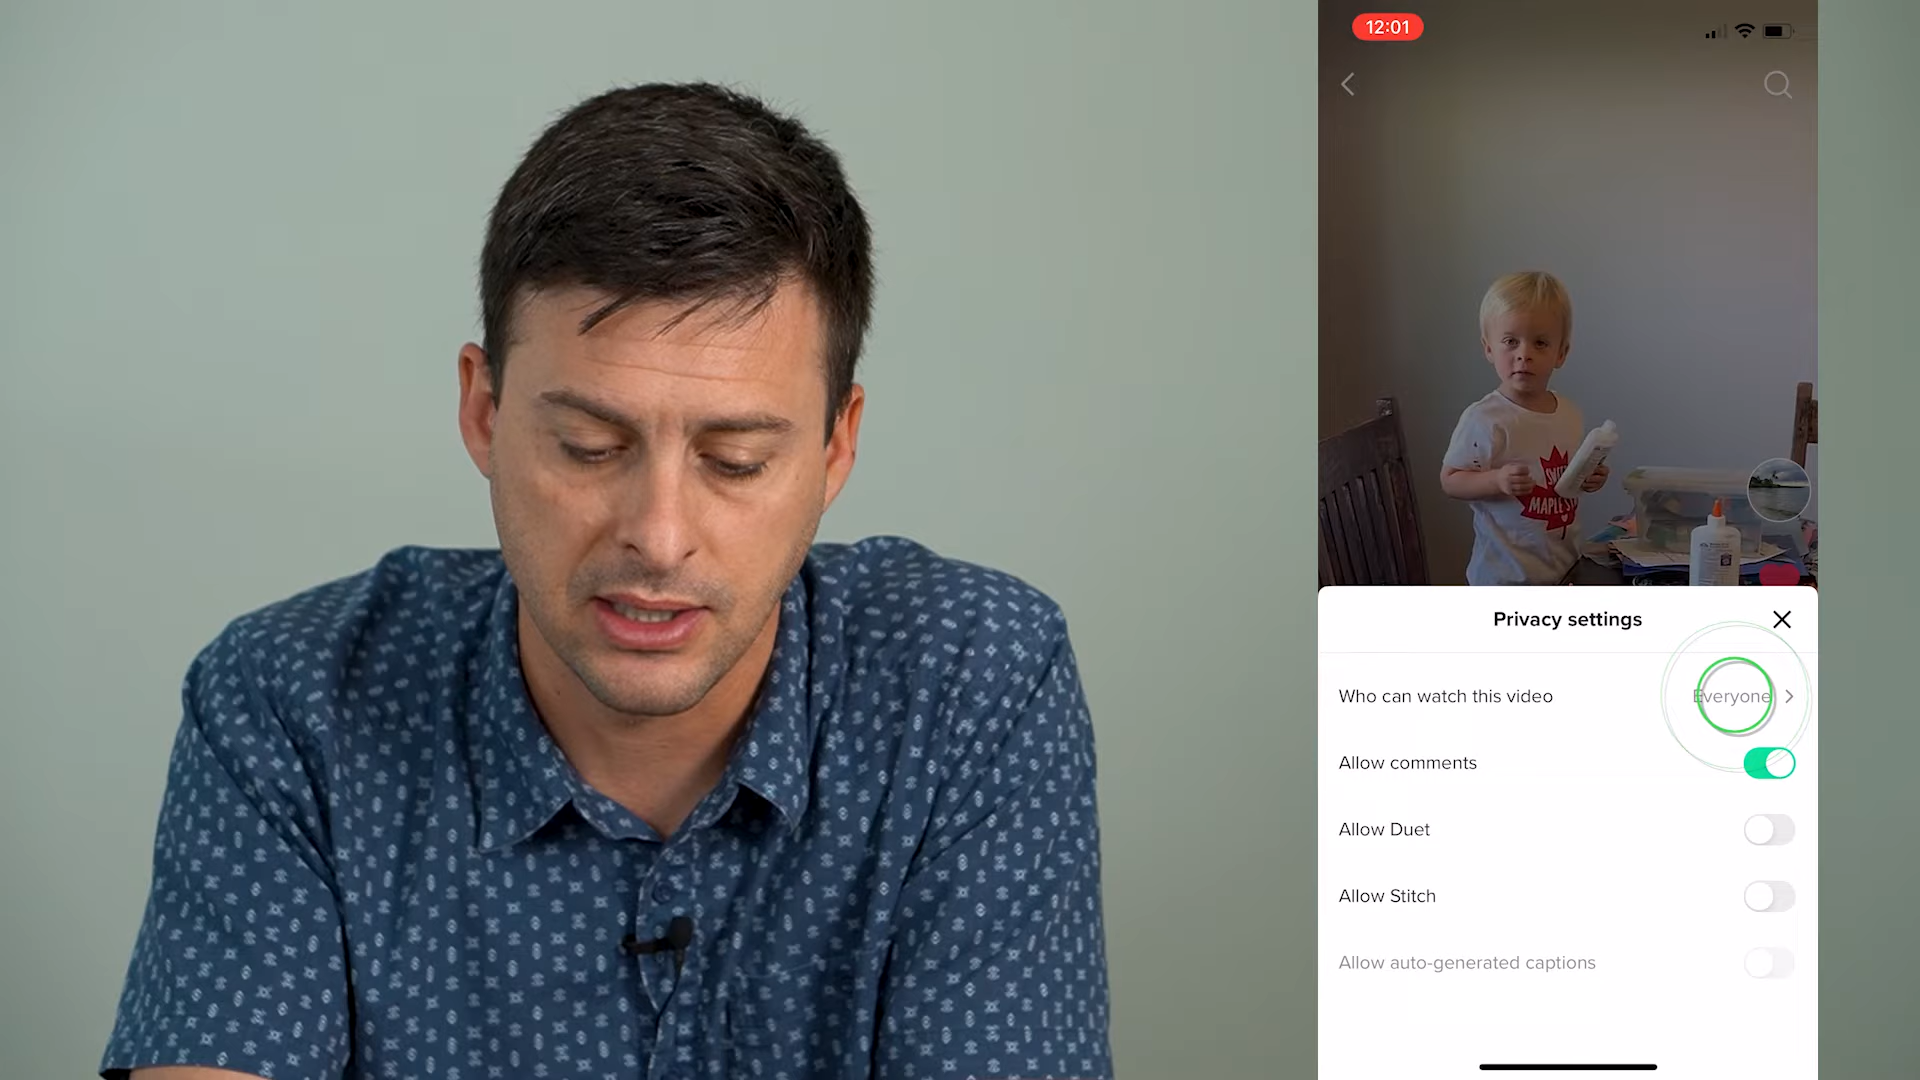 12:01
MAPLE
Privacy settings
Who can watch this video
Everyone
Allow comments
Allow Duet
Allow Stitch
Allow auto-generated captions